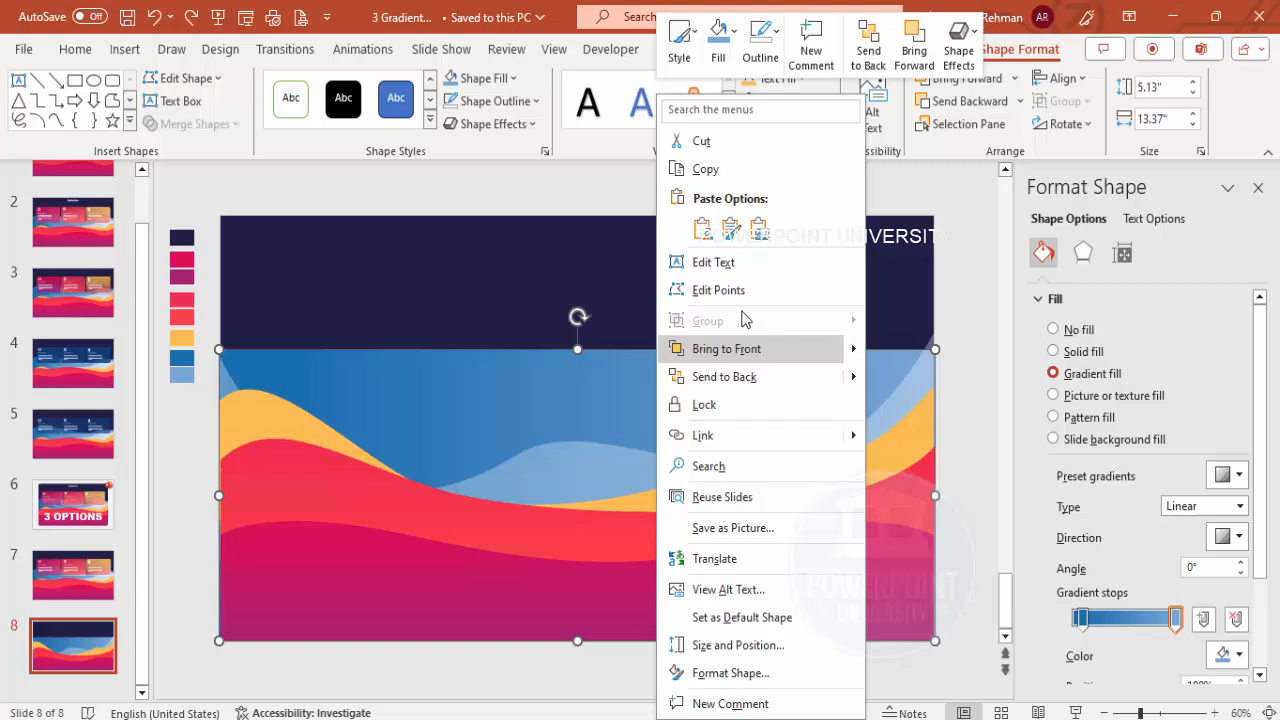 AutoSave
Off
3 Gradient... • Saved to this PC
Search
Rehman
AR
File
Home
Insert
Draw
Design
Transitions
Animations
Slide Show
Review
View
Developer
Shape Format
Style
Fill
Outline
New
Comment
Send
to Back
Bring
Forward
Shape
Effects
Edit Shape
Text Box
Merge Shapes
Abc
Abc
Abc
Shape Fill
Shape Outline
Shape Effects
A
A
Text Fill
Alt
Text
Bring Forward
Send Backward
Selection Pane
Align
Group
Rotate
5.13"
13.37"
Insert Shapes
Shape Styles
Arrange
Size
Search the menus
Cut
Copy
Paste Options:
Edit Text
Edit Points
Group
Bring to Front
Send to Back
Lock
Link
Search
Reuse Slides
Save as Picture...
Translate
View Alt Text...
Set as Default Shape
Size and Position...
Format Shape...
New Comment
POWERPOINT UNIVERSITY
POWERPOINT
UNIVERSITY
2
3
4
5
6
3 OPTIONS
7
8
Format Shape
Shape Options
Text Options
Fill
No fill
Solid fill
Gradient fill
Picture or texture fill
Pattern fill
Slide background fill
Preset gradients
Type
Linear
Direction
Angle
0°
Gradient stops
Color
Slide 8 of 8
English (United States)
Accessibility: Investigate
Notes
60%